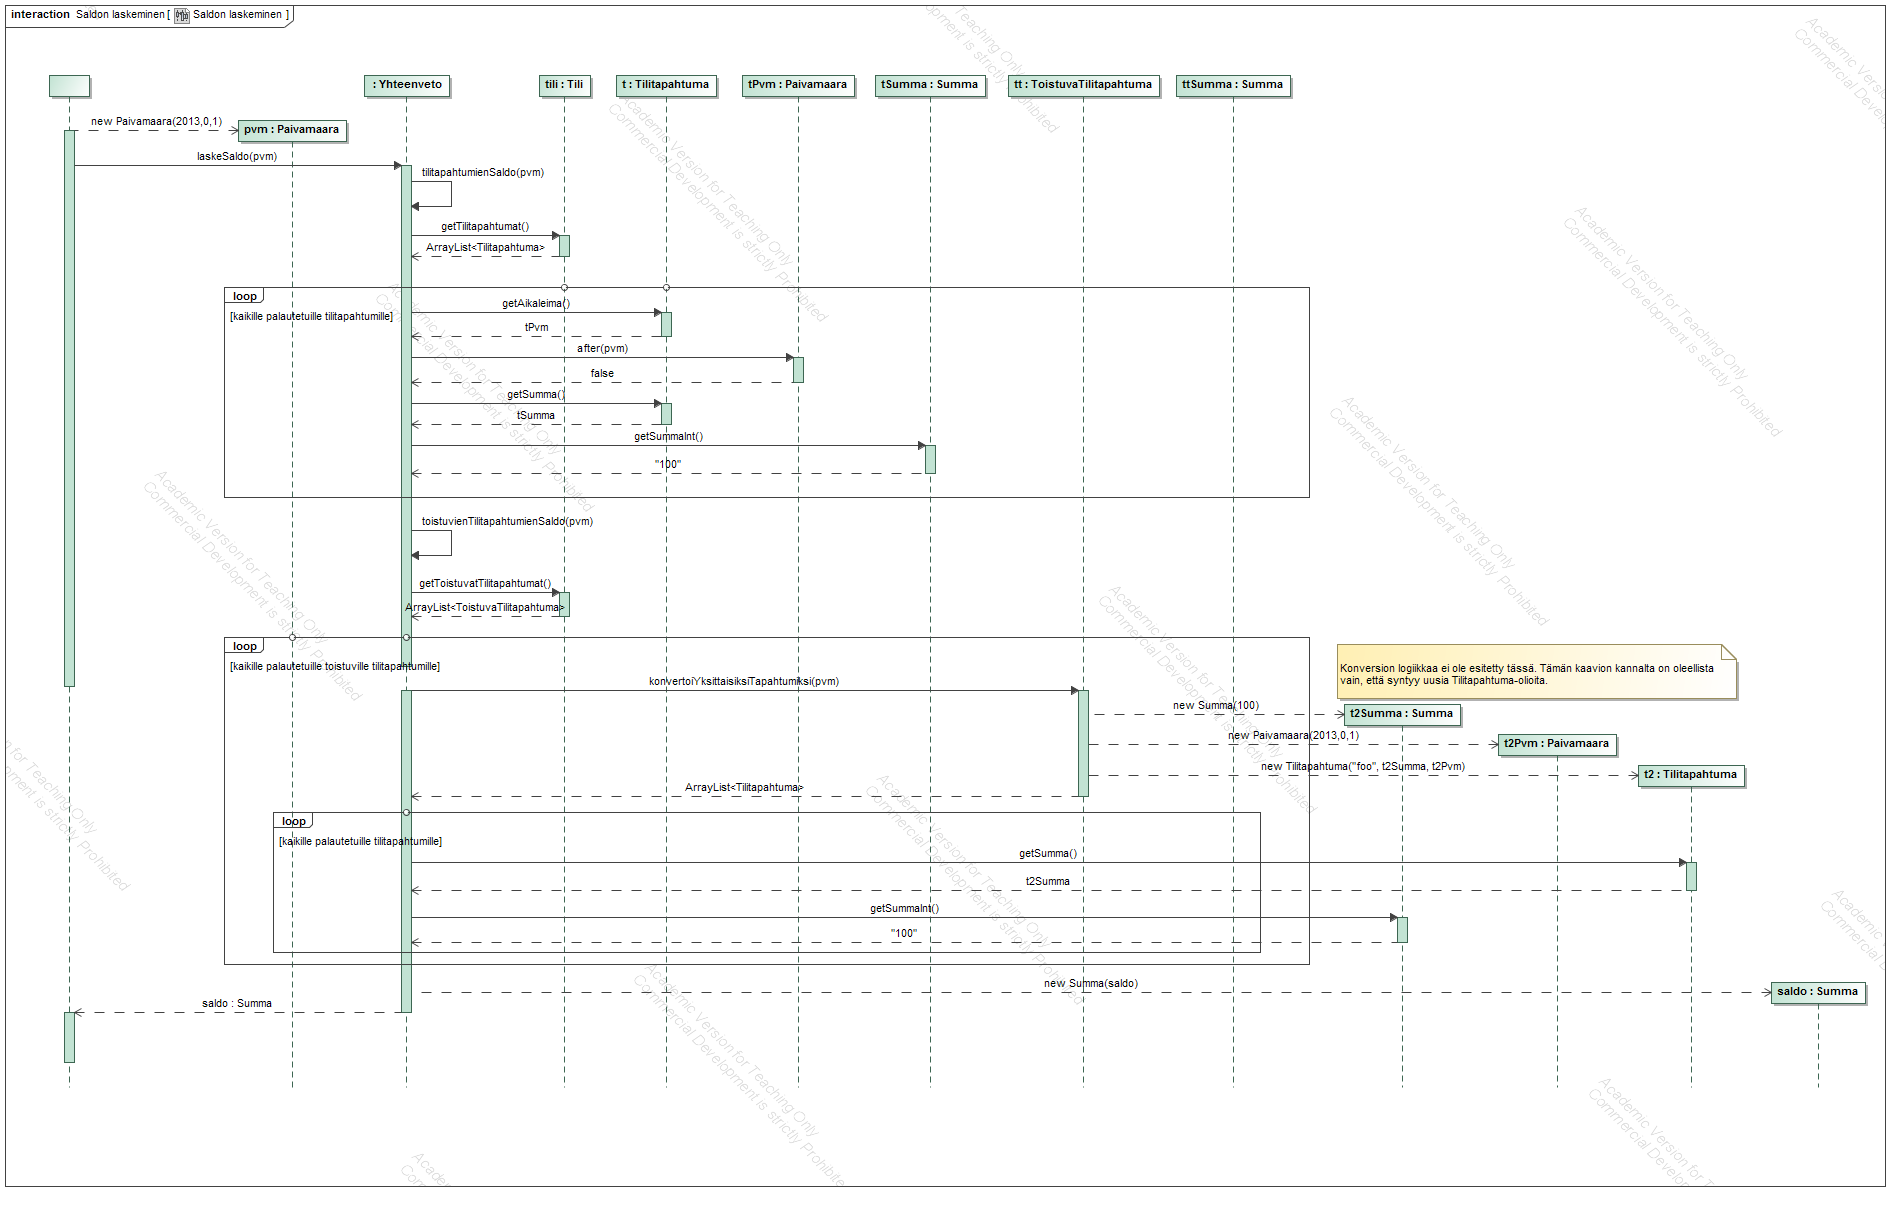 interaction Saldon laskeminen [ Saldon laskeminen ]
: Yhteenveto
tili : Tili
t : Tilitapahtuma
tPvm : Paivamaara
tSumma : Summa
tt : ToistuvaTilitapahtuma
ttSumma : Summa
new Paivamaara(2013,0,1)
pvm : Paivamaara
laskeSaldo(pvm)
tilitapahtumienSaldo(pvm)
getTilitapahtumat()
ArrayList<Tilitapahtuma>
loop
[kaikille palautetuille tilitapahtumille]
getAikaleima()
tPvm
after(pvm)
false
getSumma()
tSumma
getSummaInt()
"100"
toistuvienTilitapahtumienSaldo(pvm)
getToistuvatTilitapahtumat()
ArrayList<ToistuvaTilitapahtuma>
loop
[kaikille palautetuille toistuville tilitapahtumille]
Konversion logiikkaa ei ole esitetty tässä. Tämän kaavion kannalta on oleellista
vain, että syntyy uusia Tilitapahtuma-olioita.
konvertoiYksittaisiksiTapahtumiksi(pvm)
new Summa(100)
t2Summa : Summa
new Paivamaara(2013,0,1)
t2Pvm : Paivamaara
new Tilitapahtuma("foo", t2Summa, t2Pvm)
t2 : Tilitapahtuma
ArrayList<Tilitapahtuma>
loop
[kaikille palautetuille tilitapahtumille]
getSumma()
t2Summa
getSummaInt()
"100"
new Summa(saldo)
saldo : Summa
saldo : Summa
Academic Version for Teaching Only
Commercial Development is strictly Prohibited